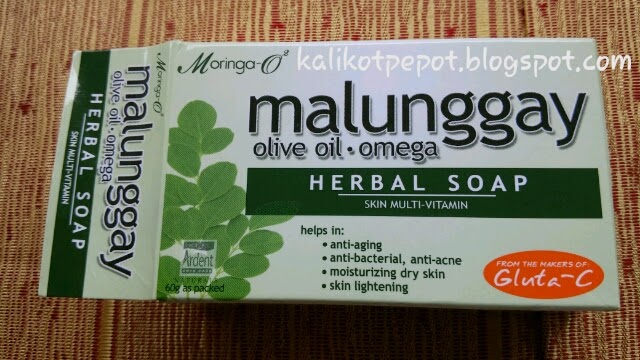 kalikotpepot.blogspot.com
Moringa-O²
malunggay
olive oil • omega
HERBAL SOAP
SKIN MULTI-VITAMIN
helps in:
• anti-aging
• anti-bacterial, anti-acne
• moisturizing dry skin
• skin lightening
FROM THE MAKERS OF
Gluta-C
Ardent
NATURALS
60g as packed
Moringa-O²
malunggay
olive oil • omega
HERBAL SOAP
SKIN MULTI-VITAMIN